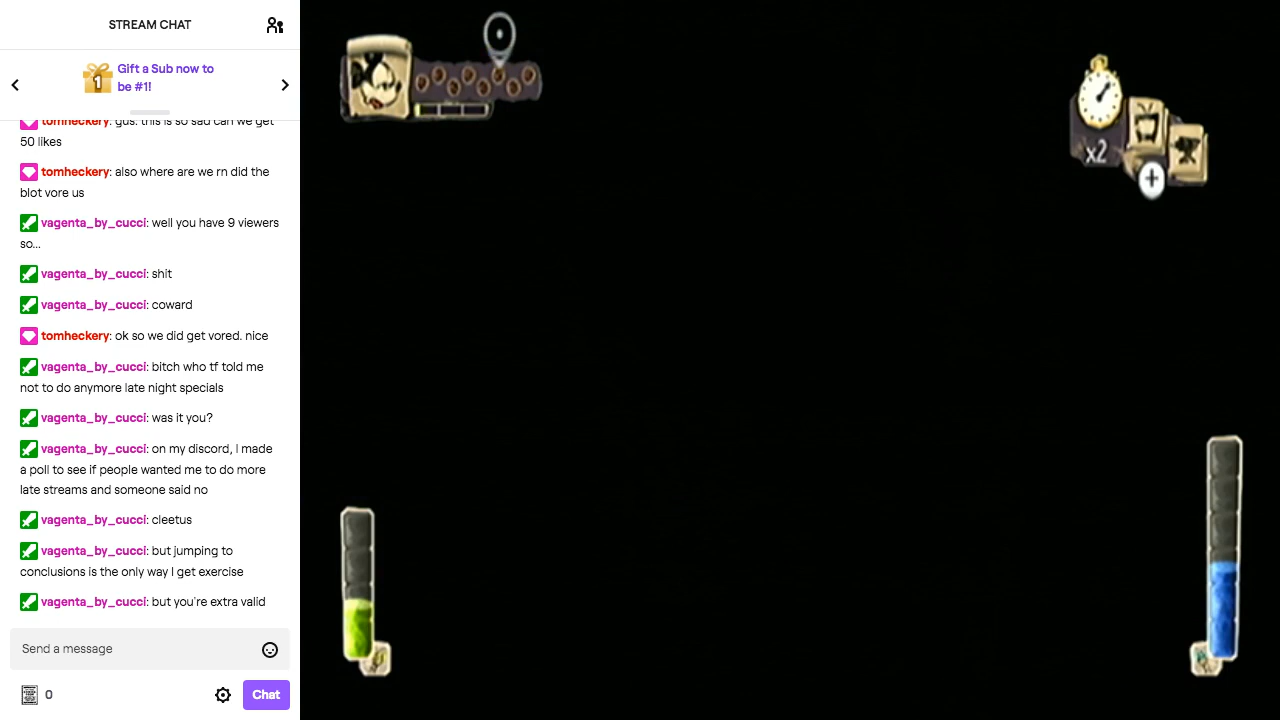 STREAM CHAT
Gift a Sub now to
be #1!
1
tomheckery: gus. this is so sad can we get
50 likes
tomheckery: also where are we rn did the
blot vore us
vagenta_by_cucci: well you have 9 viewers
so...
vagenta_by_cucci: shit
vagenta_by_cucci: coward
tomheckery: ok so we did get vored. nice
vagenta_by_cucci: bitch who tf told me
not to do anymore late night specials
vagenta_by_cucci: was it you?
vagenta_by_cucci: on my discord, I made
a poll to see if people wanted me to do more
late streams and someone said no
vagenta_by_cucci: cleetus
vagenta_by_cucci: but jumping to
conclusions is the only way I get exercise
vagenta_by_cucci: but you're extra valid
Send a message
0
Chat
x2